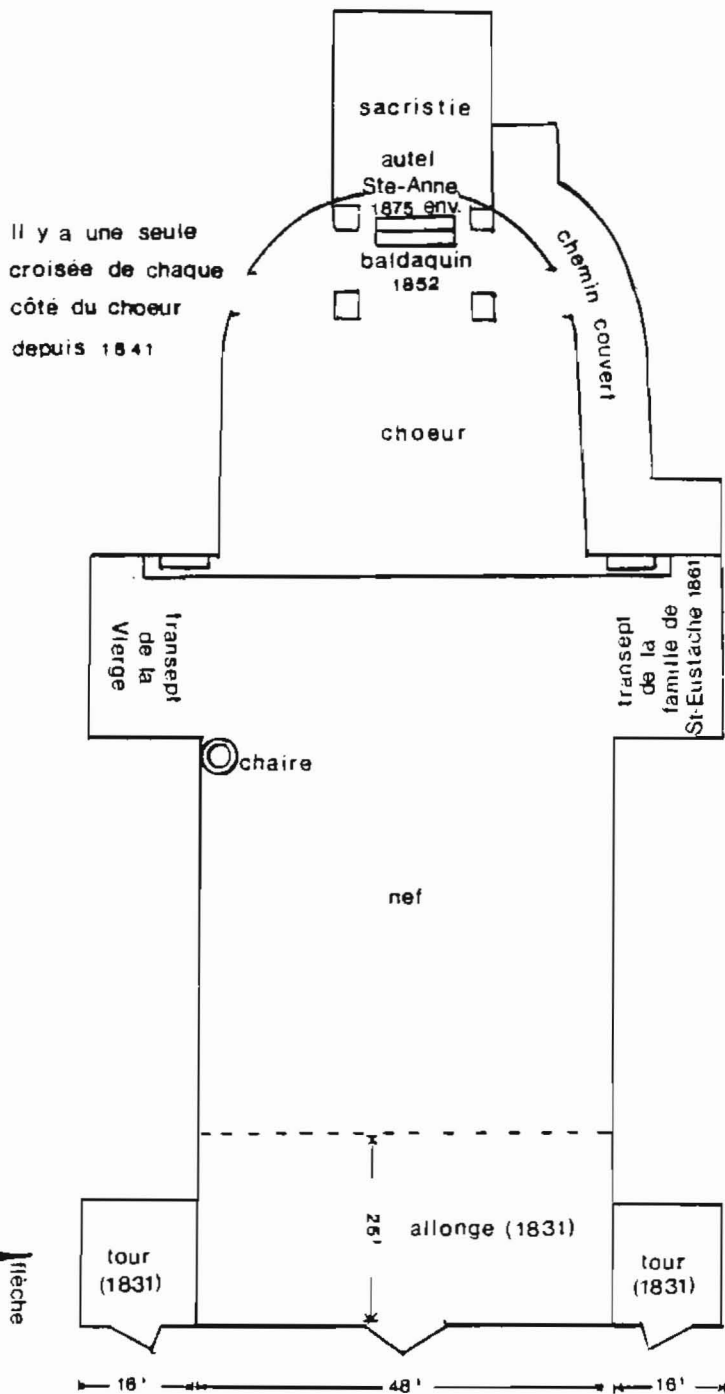 sacristie
autel
Ste-Anne
1875 env.
baldaquin
1852
Il y a une seule
croisée de chaque
côté du choeur
depuis 1841
chemin couvert
choeur
transept
de la
Vierge
transept
de la
famille de
St-Eustache 1861
chaire
nef
25'
allonge (1831)
tour
(1831)
tour
(1831)
flèche
16'
48'
16'